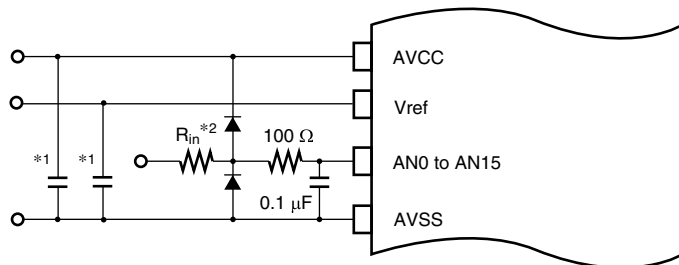 AVCC
Vref
Rin*2
100 Ω
*1
*1
AN0 to AN15
0.1 μF
AVSS